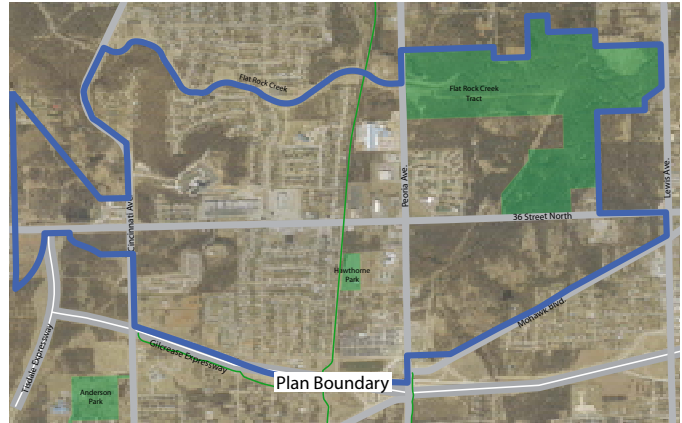 Flat Rock Creek
Flat Rock Creek
Tract
Peoria Ave.
Lewis Ave.
Cincinnati Av
36 Street North
Hawthorne
Park
Mohawk Blvd.
Tisdale Expressway
Gilcrease Expressway
Plan Boundary
Anderson
Park